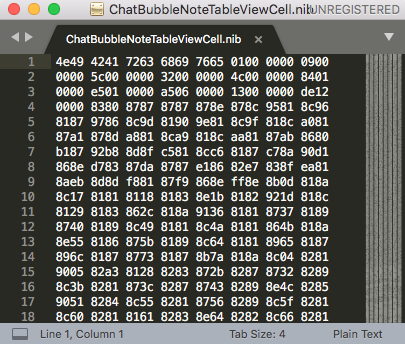 ChatBubbleNoteTableViewCell.nib UNREGISTERED
ChatBubbleNoteTableViewCell.nib ×
1 4e49 4241 7263 6869 7665 0100 0000 0900
2 0000 5c00 0000 3200 0000 4c00 0000 8401
3 0000 e501 0000 a506 0000 1300 0000 de12
4 0000 8380 8787 8787 878e 878c 9581 8c96
5 8187 9786 8c9d 8190 9e81 8c9f 818c a081
6 87a1 878d a881 8ca9 818c aa81 87ab 8680
7 b187 92b8 8d8f c581 8cc6 8187 c78a 90d1
8 868e d783 87da 8787 e186 82e7 838f ea81
9 8aeb 8d8d f881 87f9 868e ff8e 8b0d 818a
10 8c17 8181 8118 8183 8e1b 8182 921d 818c
11 8129 8183 862c 818a 9136 8181 8737 8189
12 8740 8189 8c49 8181 8c4a 8181 864b 818a
13 8e55 8186 875b 8189 8c64 8181 8965 8187
14 896c 8187 8773 8187 8b7a 818a 8c04 8281
15 9005 82a3 8128 8283 872b 8287 8732 8289
16 8c3b 8281 873c 8287 8743 8289 8e4c 8285
17 9051 8284 8c55 8281 8756 8289 8c5f 8281
18 8c60 8281 8161 8283 8e64 8282 8c66 8281
Line 1, Column 1 Tab Size: 4 Plain Text